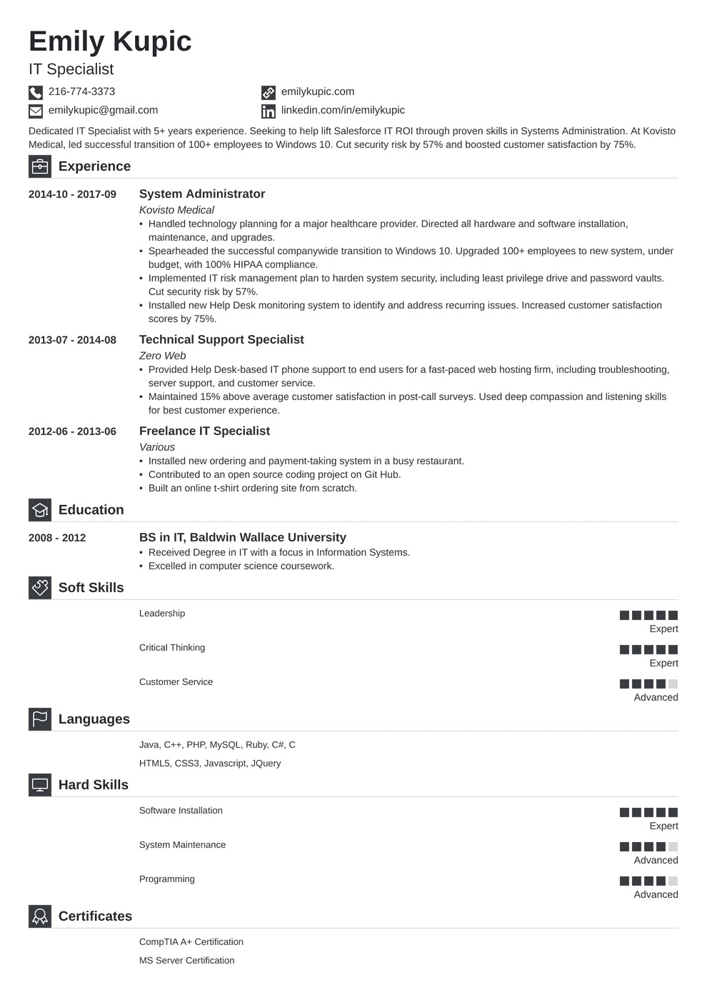 Emily Kupic
IT Specialist
216-774-3373
emilykupic.com
emilykupic@gmail.com
linkedin.com/in/emilykupic
Dedicated IT Specialist with 5+ years experience. Seeking to help lift Salesforce IT ROI through proven skills in Systems Administration. At Kovisto
Medical, led successful transition of 100+ employees to Windows 10. Cut security risk by 57% and boosted customer satisfaction by 75%.
Experience
2014-10 - 2017-09 System Administrator
Kovisto Medical
• Handled technology planning for a major healthcare provider. Directed all hardware and software installation,
maintenance, and upgrades.
• Spearheaded the successful companywide transition to Windows 10. Upgraded 100+ employees to new system, under
budget, with 100% HIPAA compliance.
• Implemented IT risk management plan to harden system security, including least privilege drive and password vaults.
Cut security risk by 57%.
• Installed new Help Desk monitoring system to identify and address recurring issues. Increased customer satisfaction
scores by 75%.
2013-07 - 2014-08 Technical Support Specialist
Zero Web
• Provided Help Desk-based IT phone support to end users for a fast-paced web hosting firm, including troubleshooting,
server support, and customer service.
• Maintained 15% above average customer satisfaction in post-call surveys. Used deep compassion and listening skills
for best customer experience.
2012-06 - 2013-06 Freelance IT Specialist
Various
• Installed new ordering and payment-taking system in a busy restaurant.
• Contributed to an open source coding project on Git Hub.
• Built an online t-shirt ordering site from scratch.
Education
2008 - 2012 BS in IT, Baldwin Wallace University
• Received Degree in IT with a focus in Information Systems.
• Excelled in computer science coursework.
Soft Skills
Leadership
Expert
Critical Thinking
Expert
Customer Service
Advanced
Languages
Java, C++, PHP, MySQL, Ruby, C#, C
HTML5, CSS3, Javascript, JQuery
Hard Skills
Software Installation
Expert
System Maintenance
Advanced
Programming
Advanced
Certificates
CompTIA A+ Certification
MS Server Certification